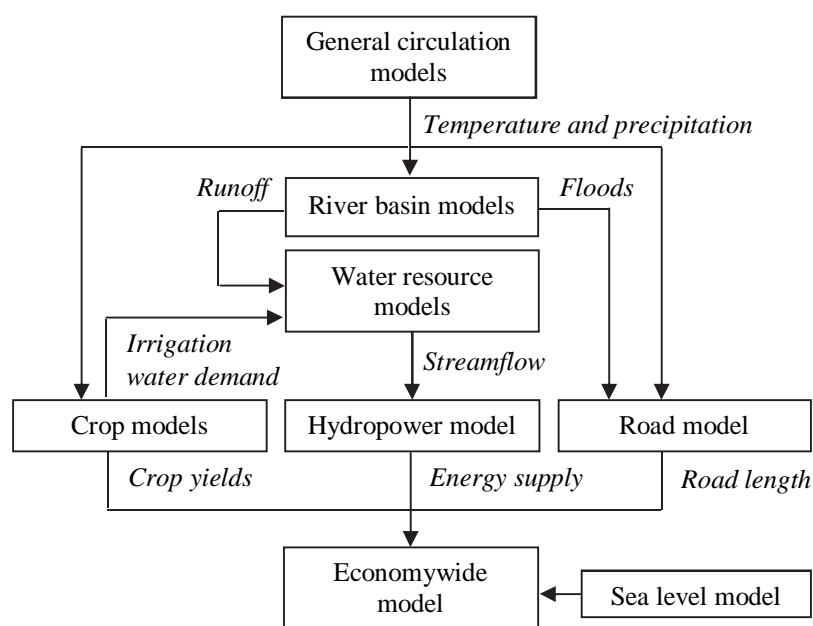 General circulation
models
Temperature and precipitation
Runoff
River basin models
Floods
Water resource
models
Irrigation
water demand
Streamflow
Crop models
Hydropower model
Road model
Crop yields
Energy supply
Road length
Economywide
model
Sea level model